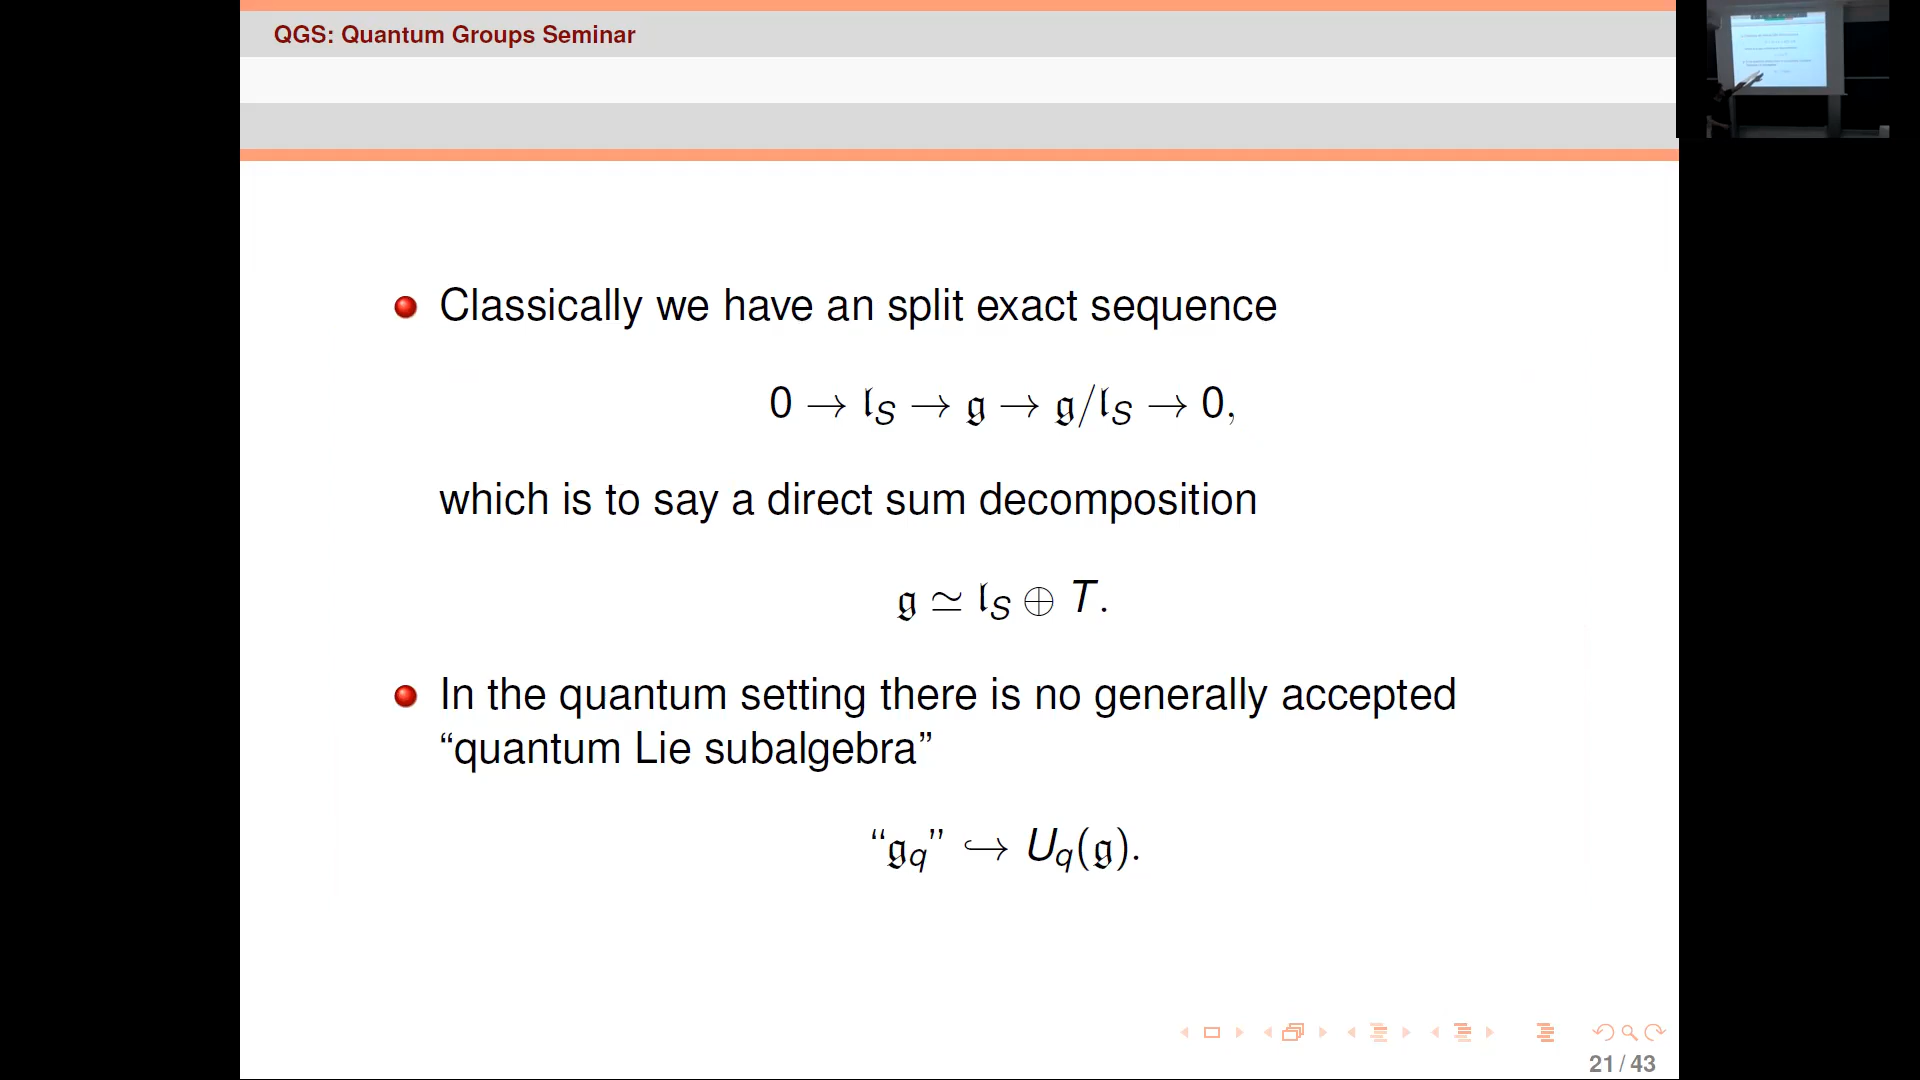 QGS: Quantum Groups Seminar
Classically we have an split exact sequence
0 → 𝔩_S → 𝔤 → 𝔤/𝔩_S → 0,
which is to say a direct sum decomposition
𝔤 ≃ 𝔩_S ⊕ T.
In the quantum setting there is no generally accepted
“quantum Lie subalgebra”
“𝔤_q” ↪ U_q(𝔤).
21 / 43